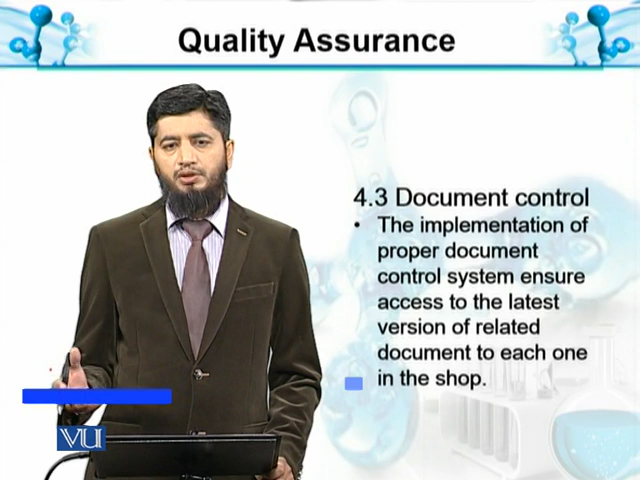 Quality Assurance
4.3 Document control
• The implementation of
proper document
control system ensure
access to the latest
version of related
document to each one
in the shop.
VU